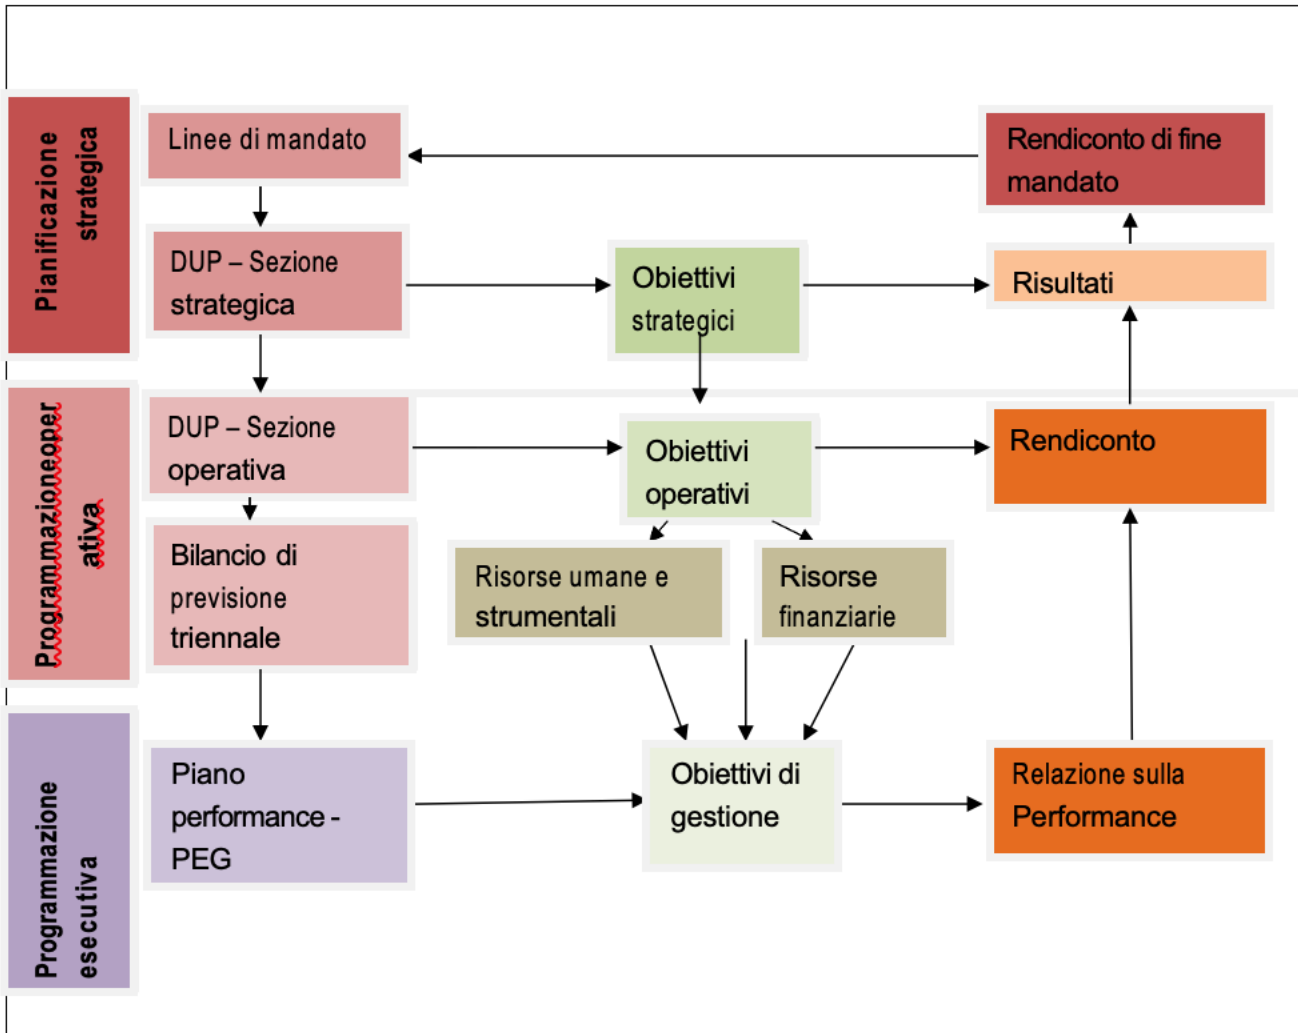 Pianificazione
strategica
Linee di mandato
Rendiconto di fine
mandato
DUP – Sezione
strategica
Obiettivi
strategici
Risultati
Programmazioneoper
ativa
DUP – Sezione
operativa
Obiettivi
operativi
Rendiconto
Bilancio di
previsione
triennale
Risorse umane e
strumentali
Risorse
finanziarie
Programmazione
esecutiva
Piano
performance -
PEG
Obiettivi di
gestione
Relazione sulla
Performance